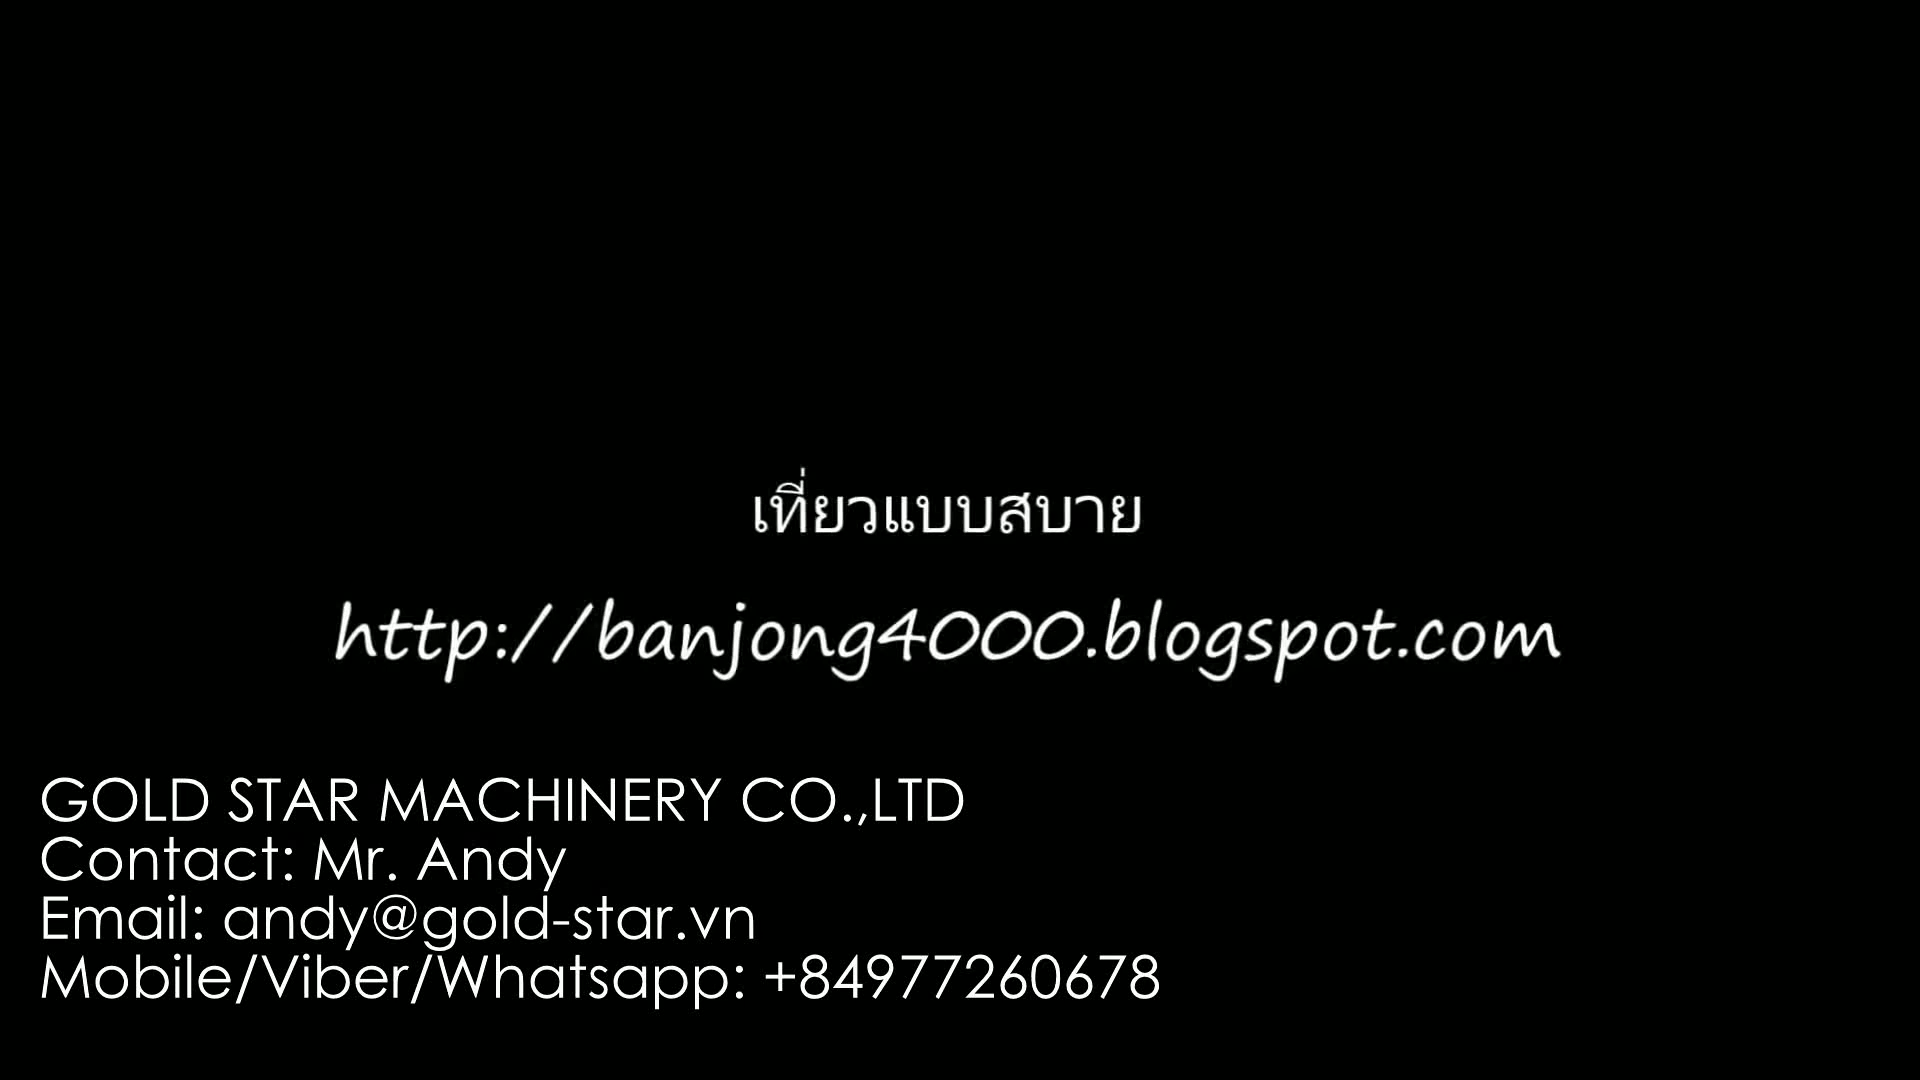 เที่ยวแบบสบาย
http://banjong4000.blogspot.com
GOLD STAR MACHINERY CO.,LTD
Contact: Mr. Andy
Email: andy@gold-star.vn
Mobile/Viber/Whatsapp: +84977260678